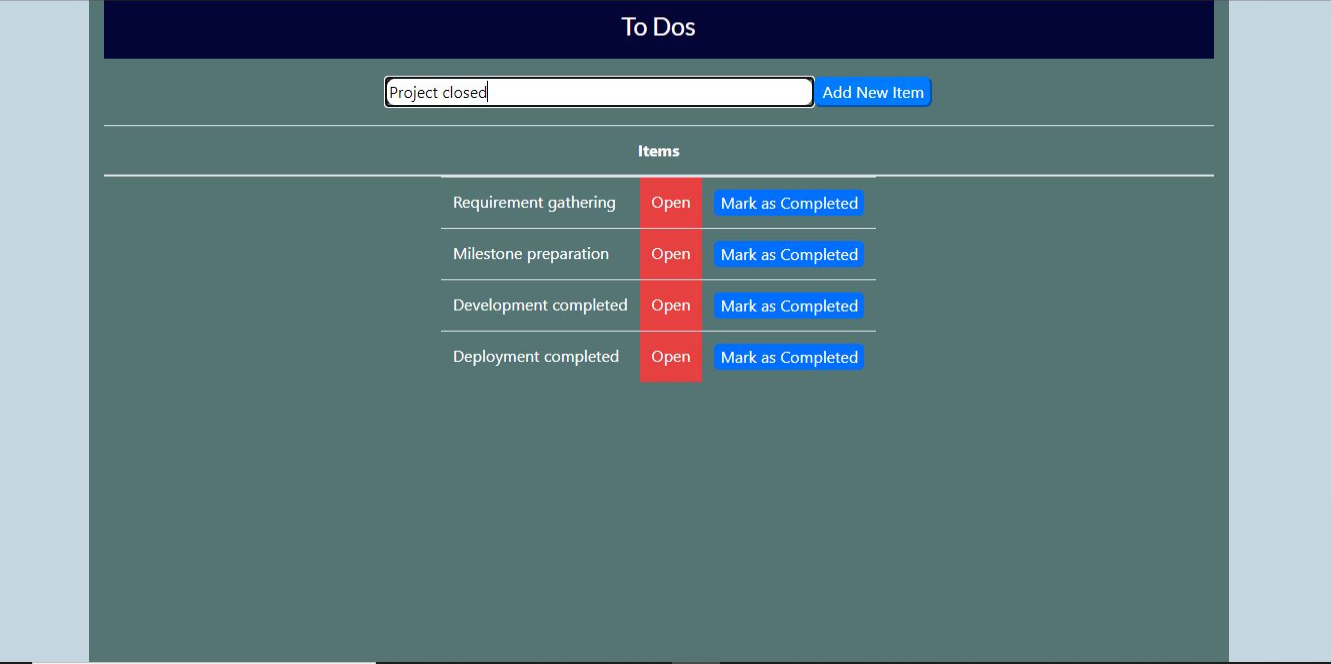 To Dos
Project closed Add New Item
Items
Requirement gathering Open Mark as Completed
Milestone preparation Open Mark as Completed
Development completed Open Mark as Completed
Deployment completed Open Mark as Completed